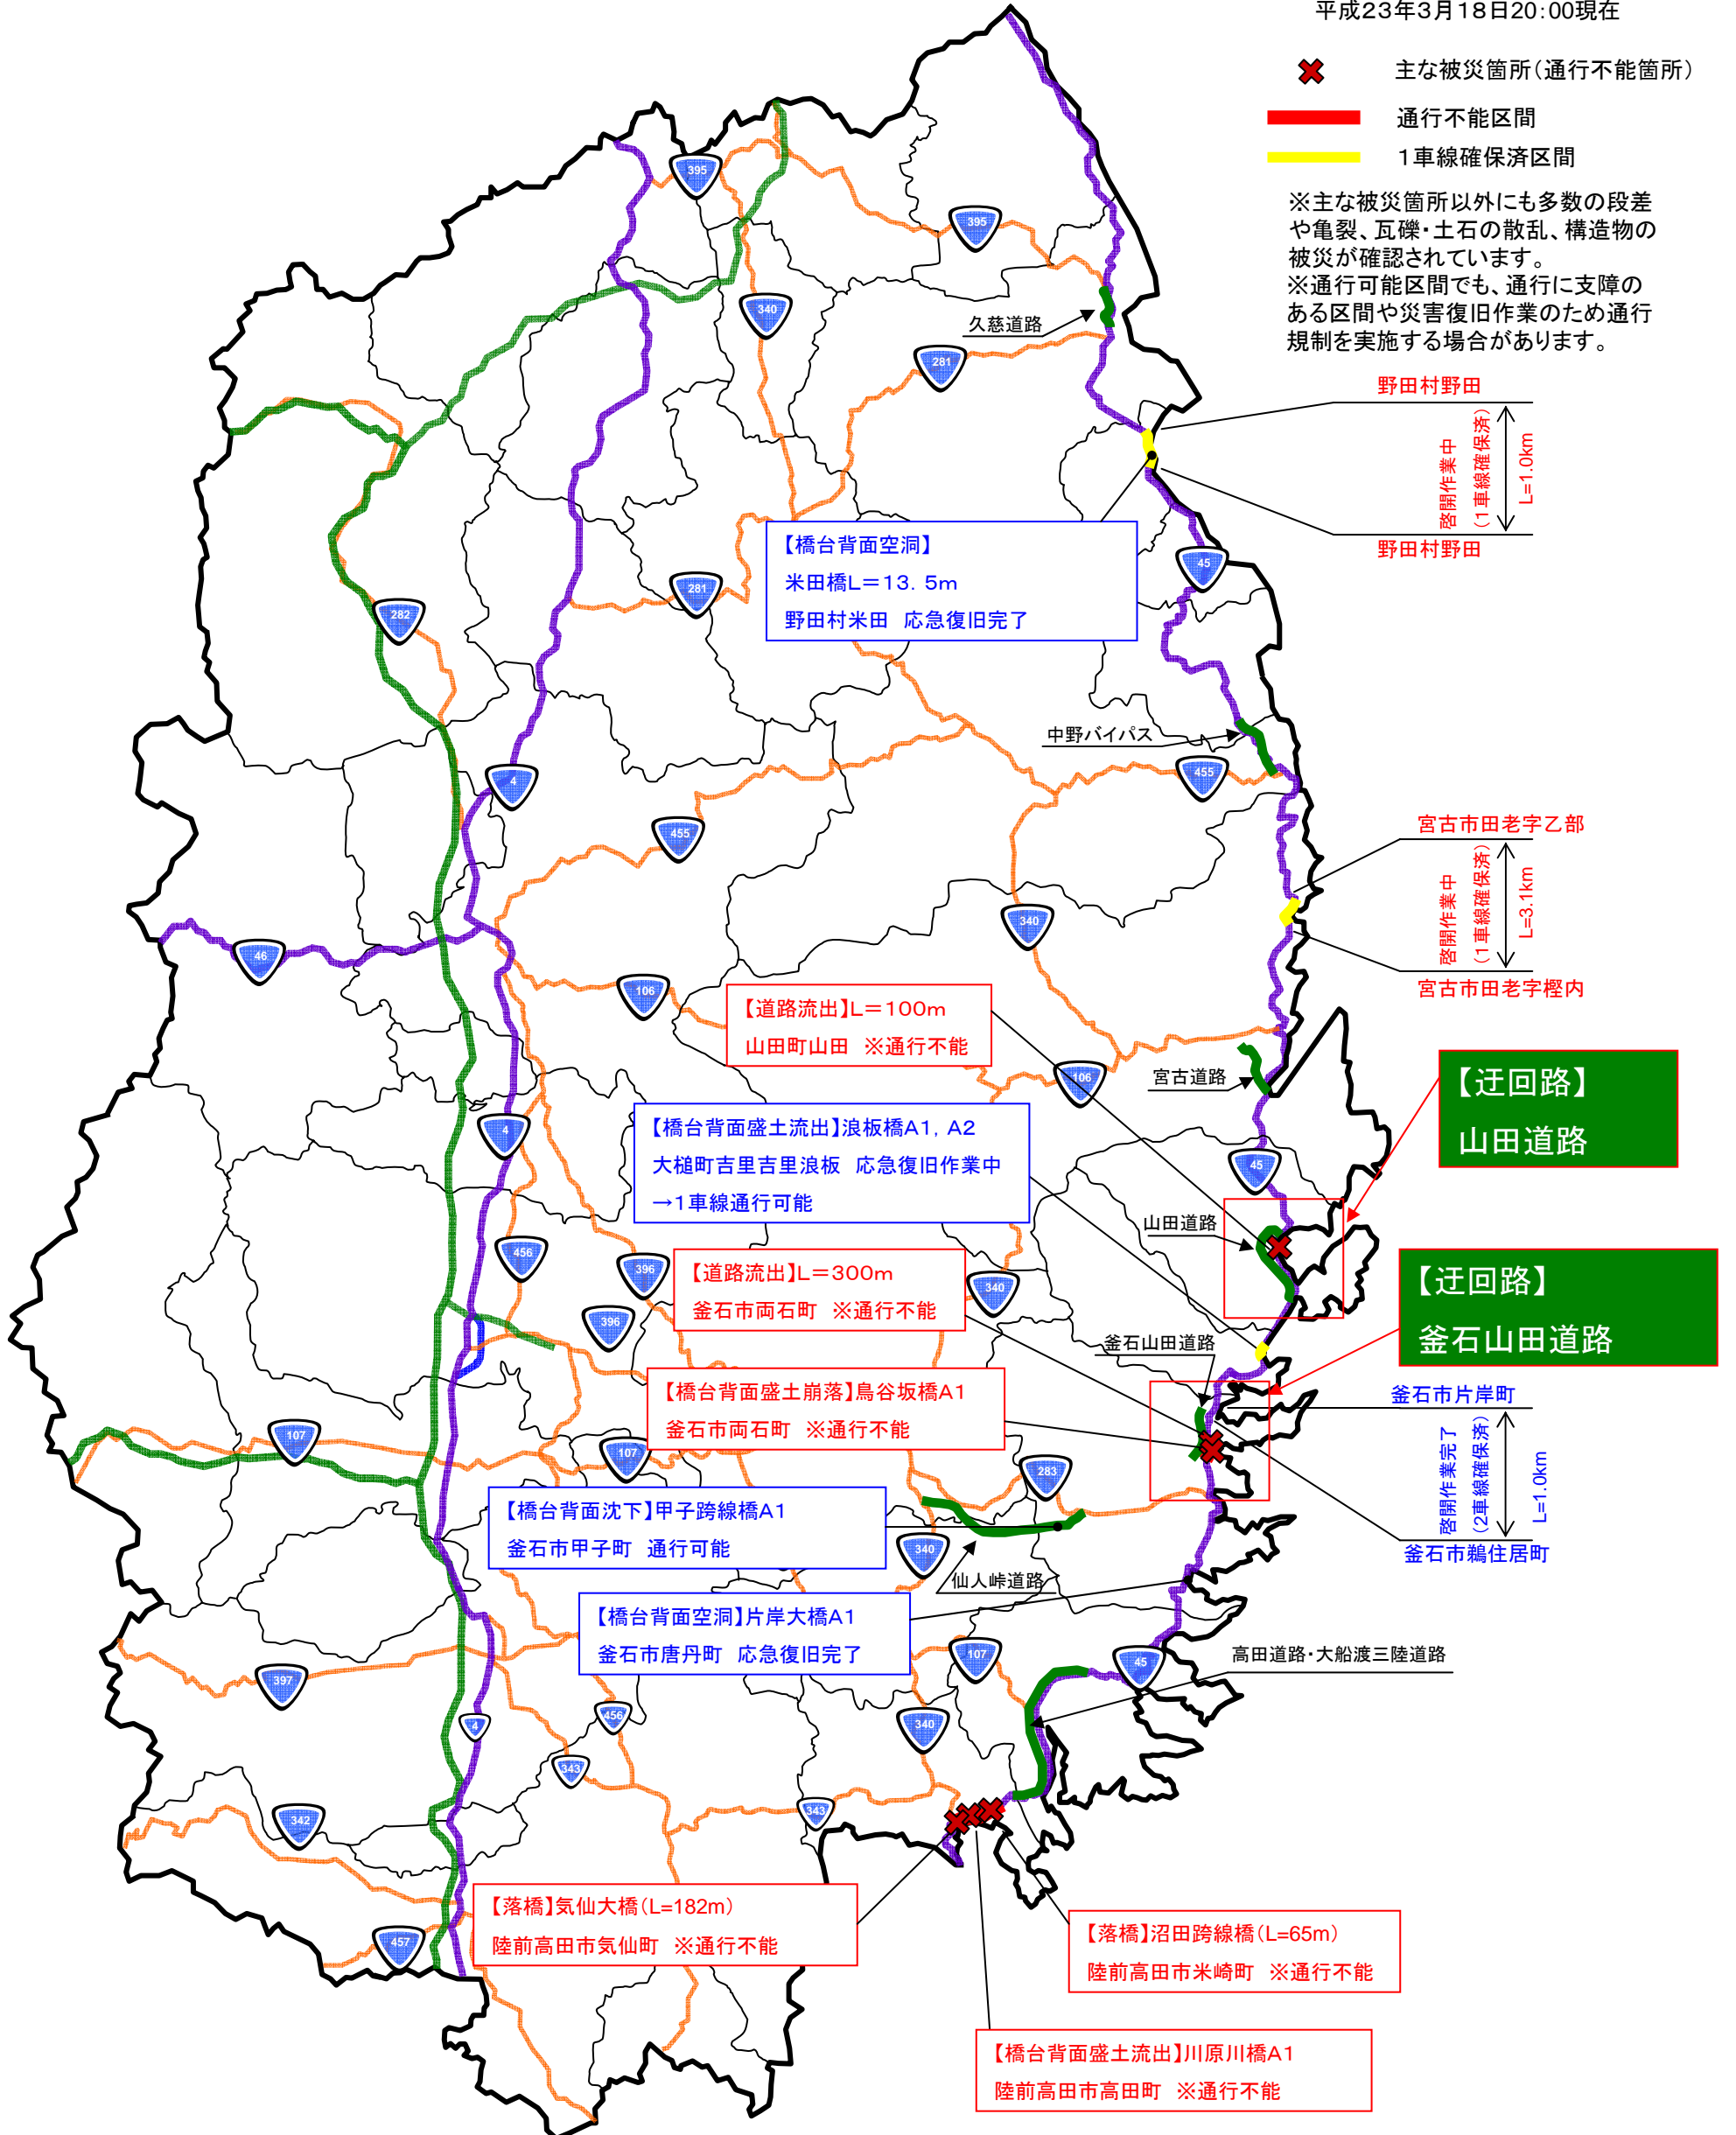 平成23年3月18日20:00現在
主な被災箇所(通行不能箇所)
通行不能区間
1車線確保済区間
※主な被災箇所以外にも多数の段差
や亀裂、瓦礫・土石の散乱、構造物の
被災が確認されています。
※通行可能区間でも、通行に支障の
ある区間や災害復旧作業のため通行
規制を実施する場合があります。
395
395
340
久慈道路
281
野田村野田
啓開作業中
(1車線確保済)
L=1.0km
野田村野田
【橋台背面空洞】
米田橋L=13.5m
野田村米田 応急復旧完了
45
281
282
中野バイパス
4
455
455
宮古市田老字乙部
啓開作業中
(1車線確保済)
L=3.1km
宮古市田老字樫内
340
46
106
【道路流出】L=100m
山田町山田 ※通行不能
106
宮古道路
【迂回路】
山田道路
4
【橋台背面盛土流出】浪板橋A1, A2
大槌町吉里吉里浪板 応急復旧作業中
→1車線通行可能
45
山田道路
456
396
【道路流出】L=300m
釜石市両石町 ※通行不能
340
【迂回路】
釜石山田道路
396
釜石山田道路
【橋台背面盛土崩落】鳥谷坂橋A1
釜石市両石町 ※通行不能
釜石市片岸町
啓開作業完了
(2車線確保済)
L=1.0km
釜石市鵜住居町
107
107
283
【橋台背面沈下】甲子跨線橋A1
釜石市甲子町 通行可能
340
仙人峠道路
【橋台背面空洞】片岸大橋A1
釜石市唐丹町 応急復旧完了
107
45
高田道路・大船渡三陸道路
397
4
456
340
343
343
342
【落橋】気仙大橋(L=182m)
陸前高田市気仙町 ※通行不能
457
【落橋】沼田跨線橋(L=65m)
陸前高田市米崎町 ※通行不能
【橋台背面盛土流出】川原川橋A1
陸前高田市高田町 ※通行不能